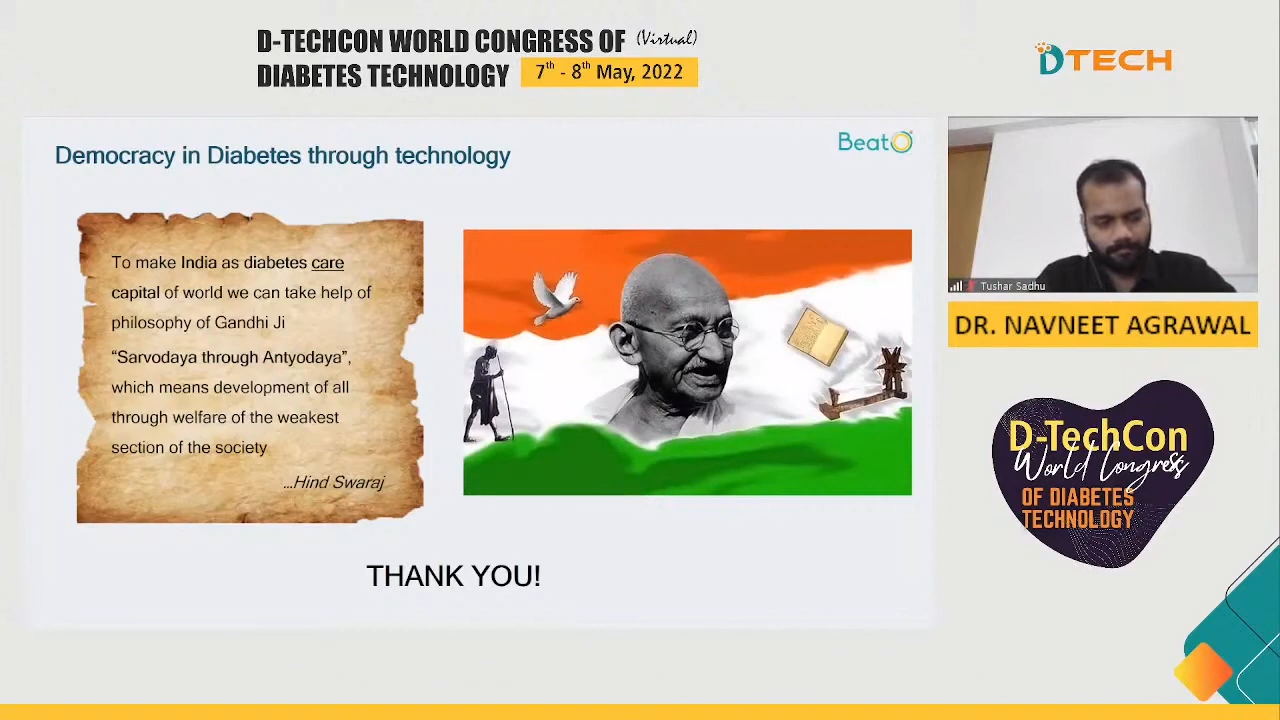 D-TECHCON WORLD CONGRESS OF (Virtual)
DIABETES TECHNOLOGY 7th - 8th May, 2022
DTECH
Democracy in Diabetes through technology
BeatO
To make India as diabetes care
capital of world we can take help of
philosophy of Gandhi Ji
“Sarvodaya through Antyodaya”,
which means development of all
through welfare of the weakest
section of the society
...Hind Swaraj
THANK YOU!
Tushar Sadhu
DR. NAVNEET AGRAWAL
D-TechCon
World Congress
OF DIABETES
TECHNOLOGY